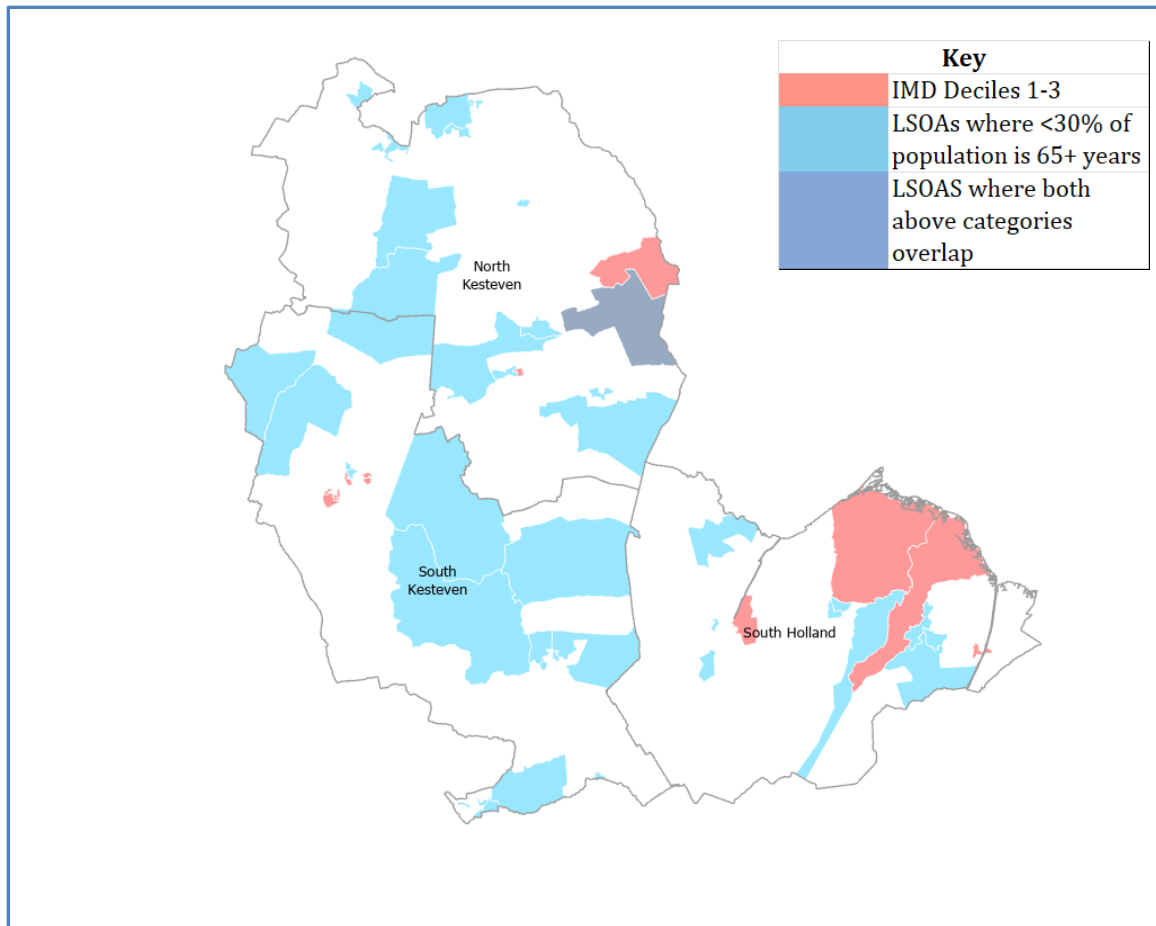 Key
IMD Deciles 1-3
LSOAs where <30% of
population is 65+ years
LSOAS where both
above categories
overlap
North
Kesteven
South
Kesteven
South Holland